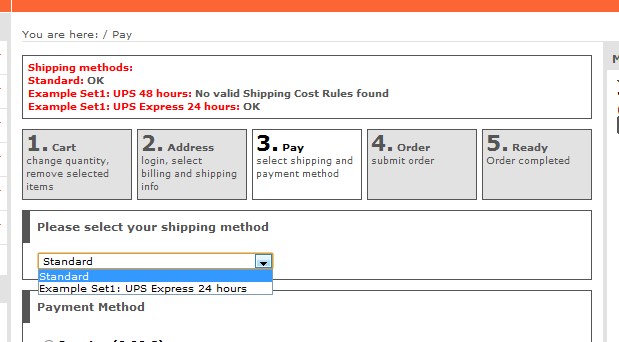 You are here: / Pay
Shipping methods:
Standard: OK
Example Set1: UPS 48 hours: No valid Shipping Cost Rules found
Example Set1: UPS Express 24 hours: OK
1. Cart
change quantity,
remove selected
items
2. Address
login, select
billing and shipping
info
3. Pay
select shipping and
payment method
4. Order
submit order
5. Ready
Order completed
Please select your shipping method
Standard
Standard
Example Set1: UPS Express 24 hours
Payment Method